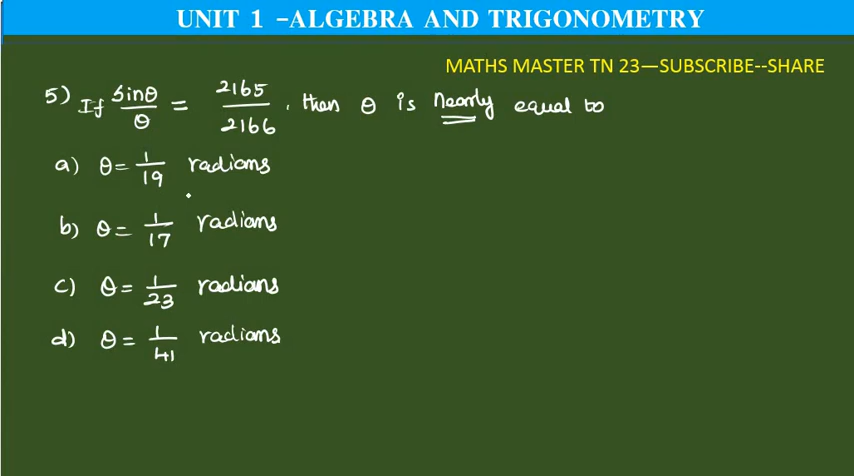 UNIT 1 -ALGEBRA AND TRIGONOMETRY
MATHS MASTER TN 23—SUBSCRIBE--SHARE
5) If sinθ/θ = 2165/2166, then θ is nearly equal to
a) θ = 1/19 radians
b) θ = 1/17 radians
c) θ = 1/23 radians
d) θ = 1/41 radians